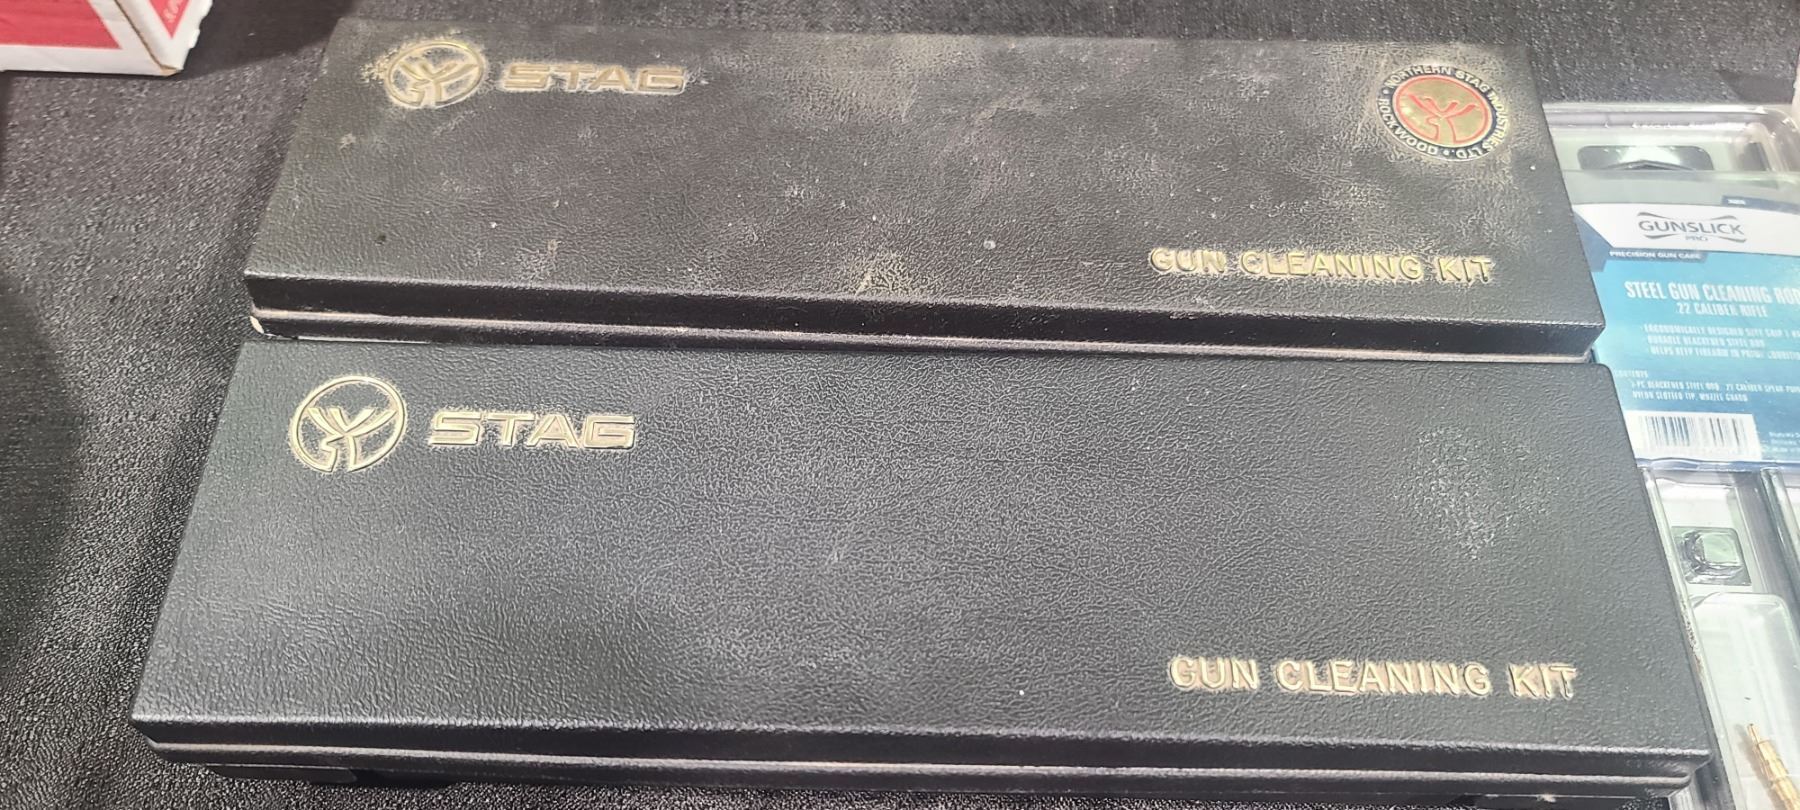 STAG
NORTHERN STAG INDUSTRIES LTD. • ROCKWOOD •
GUN CLEANING KIT
STAG
GUN CLEANING KIT
GUNSLICK
PRO
PRECISION GUN CARE
STEEL GUN CLEANING ROD
.22 CALIBER RIFLE